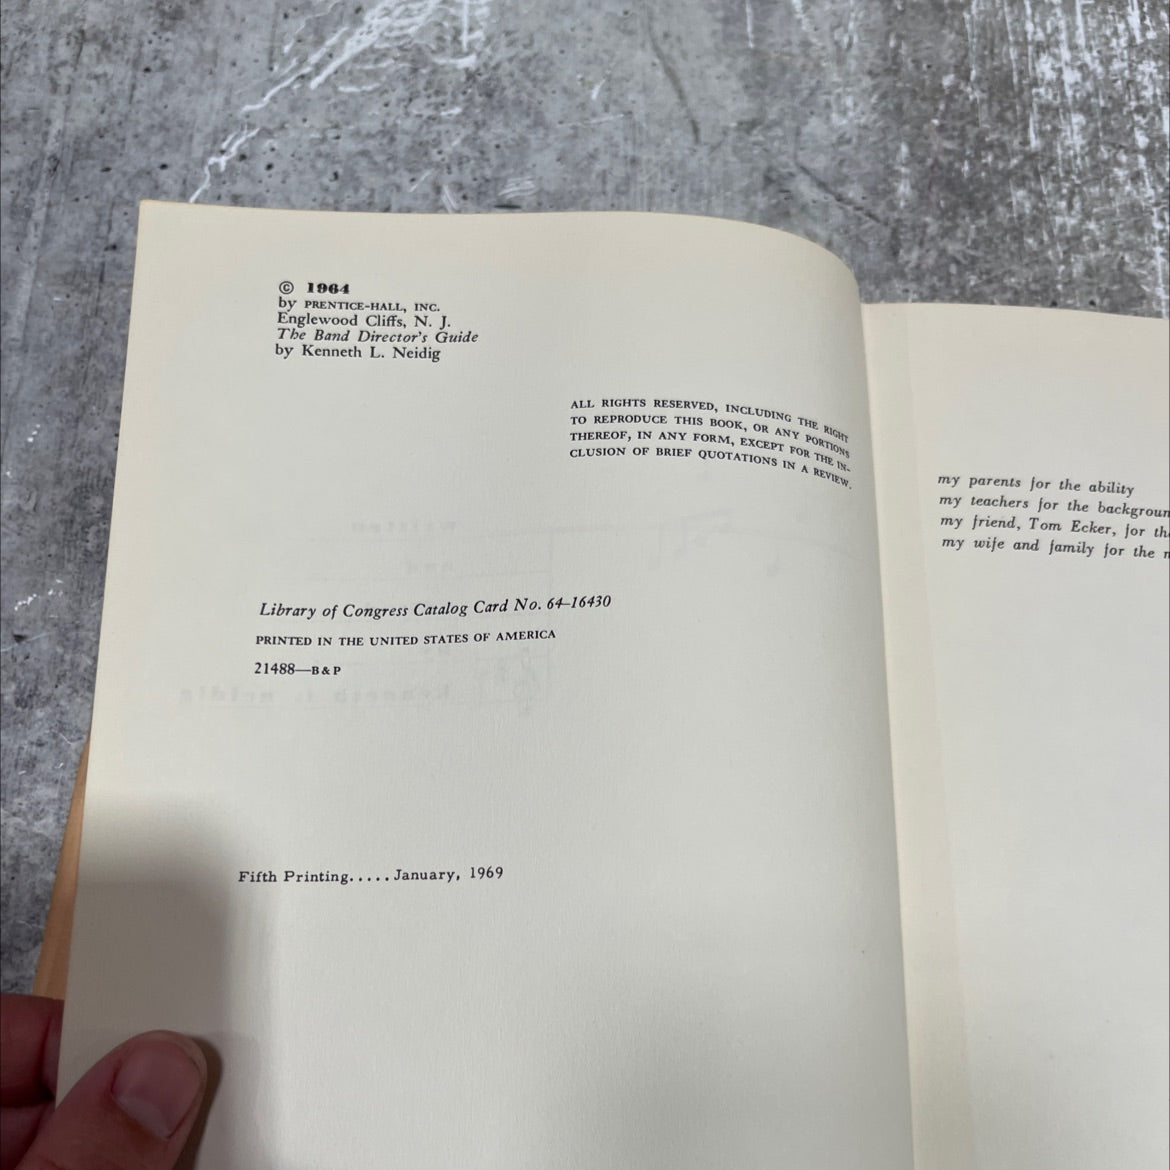 © 1964
by PRENTICE-HALL, INC.
Englewood Cliffs, N. J.
The Band Director's Guide
by Kenneth L. Neidig
ALL RIGHTS RESERVED, INCLUDING THE RIGHT
TO REPRODUCE THIS BOOK, OR ANY PORTIONS
THEREOF, IN ANY FORM, EXCEPT FOR THE IN-
CLUSION OF BRIEF QUOTATIONS IN A REVIEW.
Library of Congress Catalog Card No. 64-16430
PRINTED IN THE UNITED STATES OF AMERICA
21488—B & P
Fifth Printing.....January, 1969
my parents for the ability
my teachers for the
my friend, Tom Ecker, for
my wife and family for the